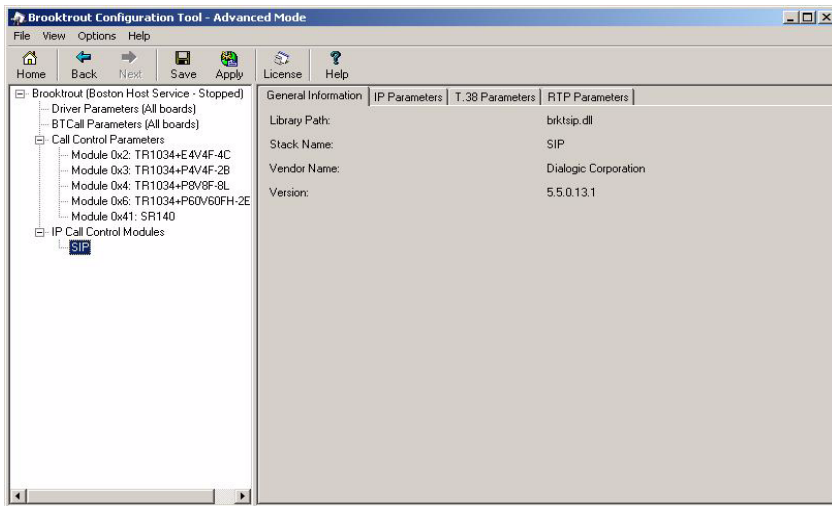 Brooktrout Configuration Tool - Advanced Mode
File View Options Help
Home Back Next Save Apply License Help
Brooktrout (Boston Host Service - Stopped)
Driver Parameters (All boards)
BTCall Parameters (All boards)
Call Control Parameters
Module 0x2: TR1034+E4V4F-4C
Module 0x3: TR1034+P4V4F-2B
Module 0x4: TR1034+P8V8F-8L
Module 0x6: TR1034+P60V60FH-2E
Module 0x41: SR140
IP Call Control Modules
SIP
General Information IP Parameters T.38 Parameters RTP Parameters
Library Path: brktsip.dll
Stack Name: SIP
Vendor Name: Dialogic Corporation
Version: 5.5.0.13.1